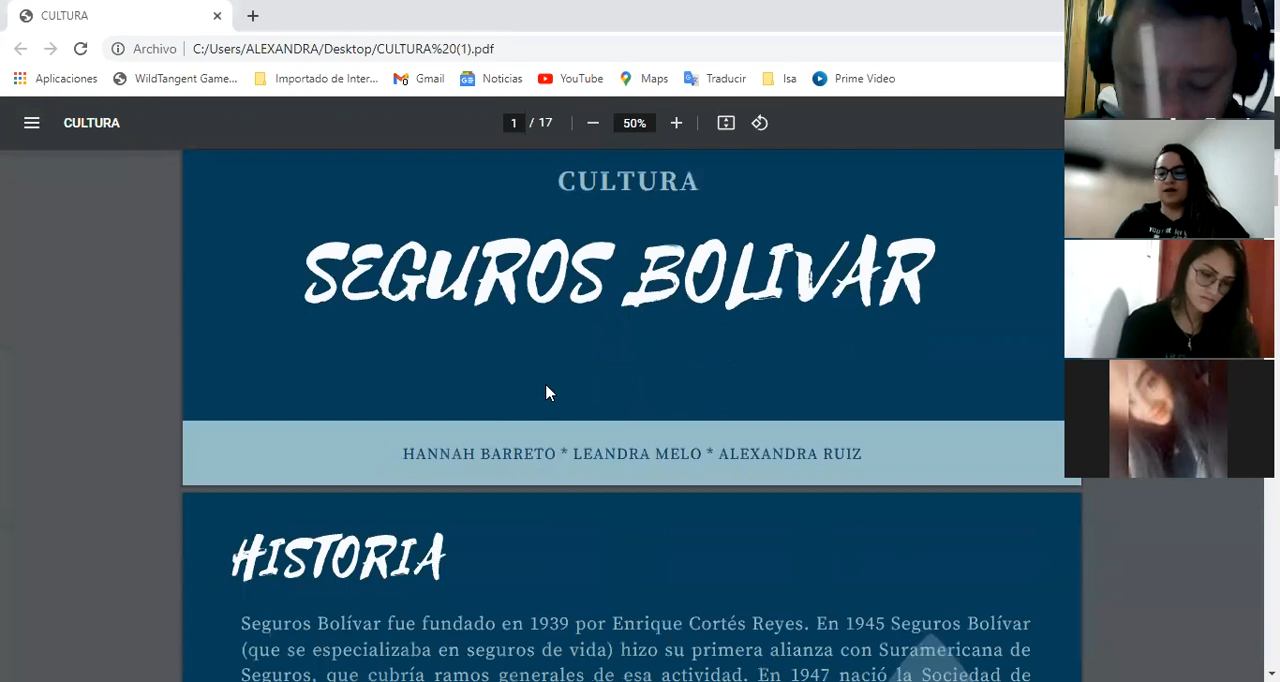 CULTURA
Archivo C:/Users/ALEXANDRA/Desktop/CULTURA%20(1).pdf
Aplicaciones WildTangent Game... Importado de Inter... Gmail Noticias YouTube Maps Traducir Isa Prime Video
CULTURA 1 / 17 50%
CULTURA
SEGUROS BOLIVAR
HANNAH BARRETO * LEANDRA MELO * ALEXANDRA RUIZ
HISTORIA
Seguros Bolívar fue fundado en 1939 por Enrique Cortés Reyes. En 1945 Seguros Bolívar
(que se especializaba en seguros de vida) hizo su primera alianza con Suramericana de
Seguros, que cubría ramos generales de esa actividad. En 1947 nació la Sociedad de